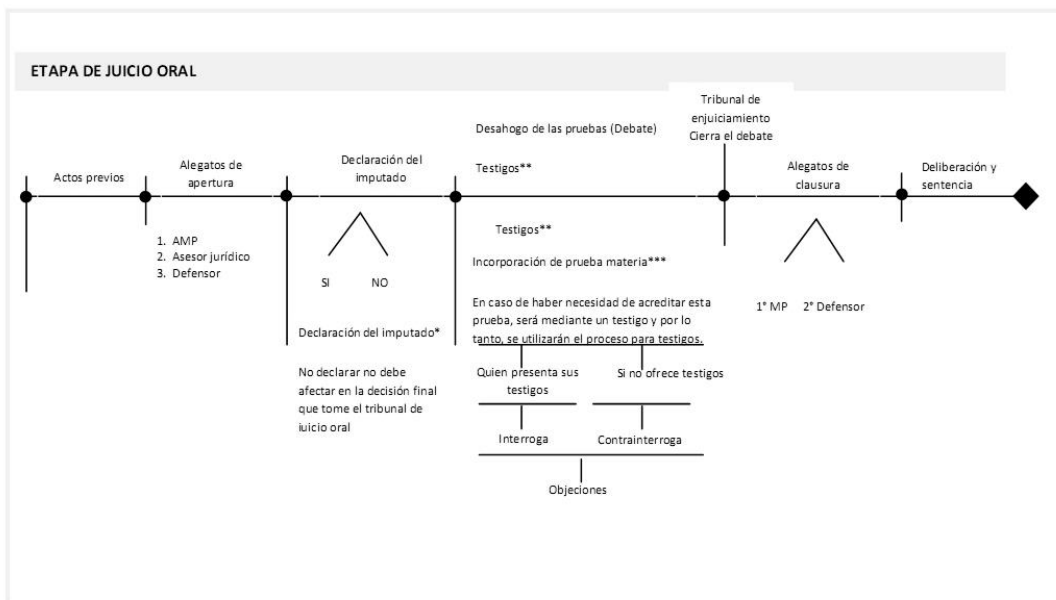 ETAPA DE JUICIO ORAL
Actos previos
Alegatos de
apertura
1. AMP
2. Asesor jurídico
3. Defensor
Declaración del
imputado
SI NO
Declaración del imputado*
No declarar no debe
afectar en la decisión final
que tome el tribunal de
juicio oral
Desahogo de las pruebas (Debate)
Testigos**
Testigos**
Incorporación de prueba materia***
En caso de haber necesidad de acreditar esta
prueba, será mediante un testigo y por lo
tanto, se utilizarán el proceso para testigos.
Quien presenta sus
testigos
Si no ofrece testigos
Interroga
Contrainterroga
Objeciones
Tribunal de
enjuiciamiento
Cierra el debate
Alegatos de
clausura
1° MP 2° Defensor
Deliberación y
sentencia